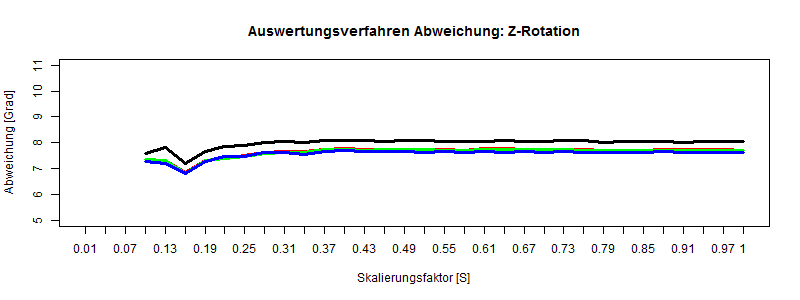 Auswertungsverfahren Abweichung: Z-Rotation
Abweichung [Grad]
11
10
9
8
7
6
5
0.01 0.07 0.13 0.19 0.25 0.31 0.37 0.43 0.49 0.55 0.61 0.67 0.73 0.79 0.85 0.91 0.97 1
Skalierungsfaktor [S]